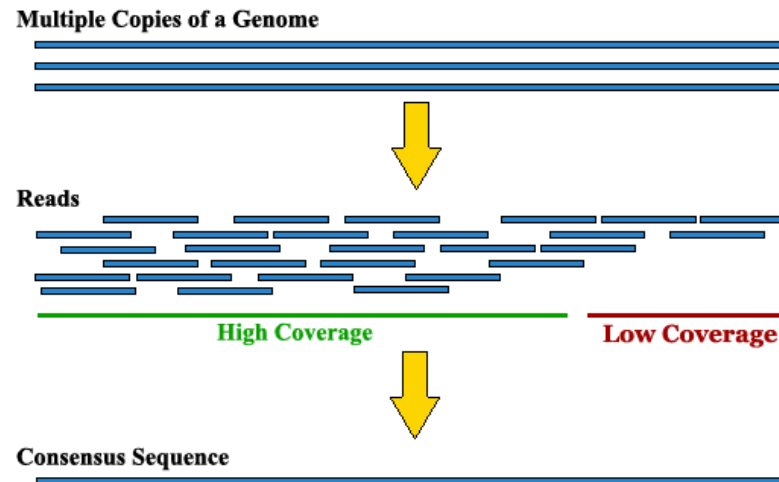 Multiple Copies of a Genome
Reads
High Coverage
Low Coverage
Consensus Sequence